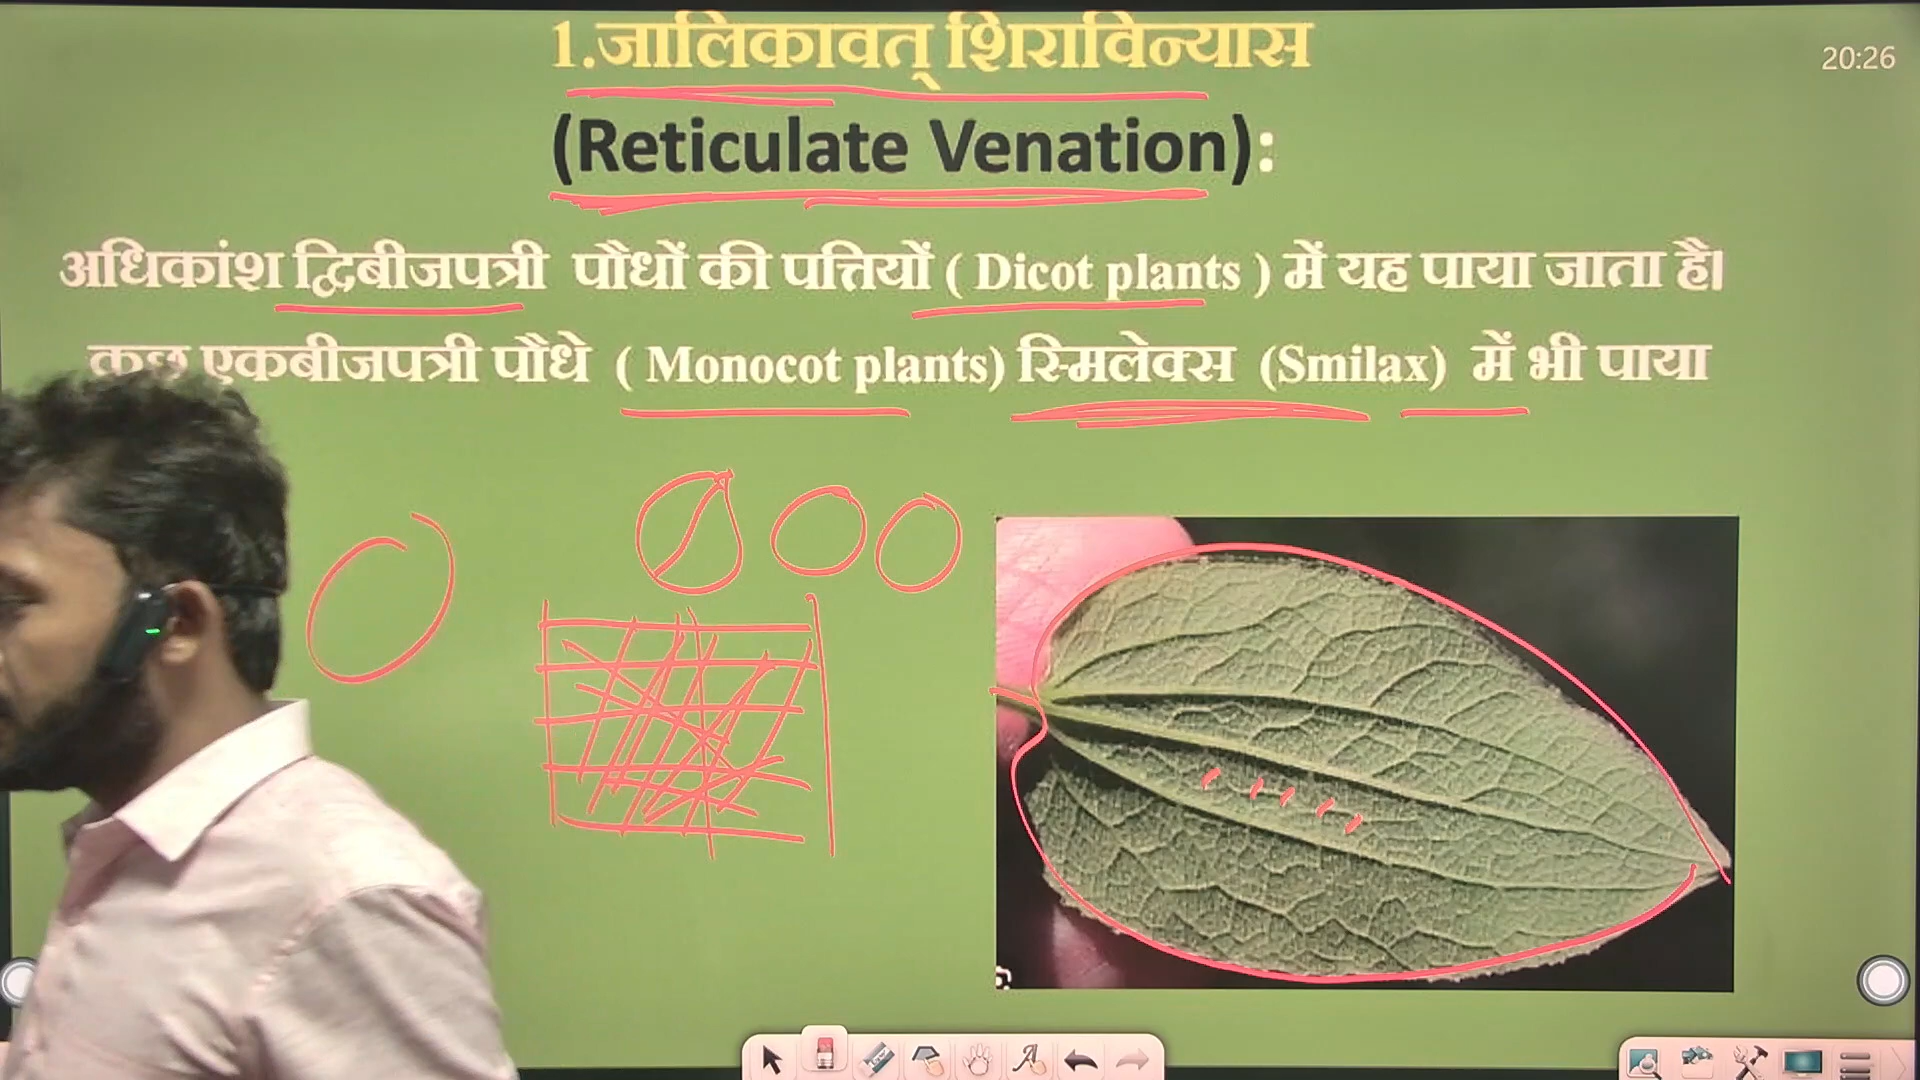 1.जालिकावत् शिराविन्यास
20:26
(Reticulate Venation):
अधिकांश द्विबीजपत्री पौधों की पत्तियों ( Dicot plants ) में यह पाया जाता है।
कुछ एकबीजपत्री पौधे ( Monocot plants) स्मिलेक्स (Smilax) में भी पाया